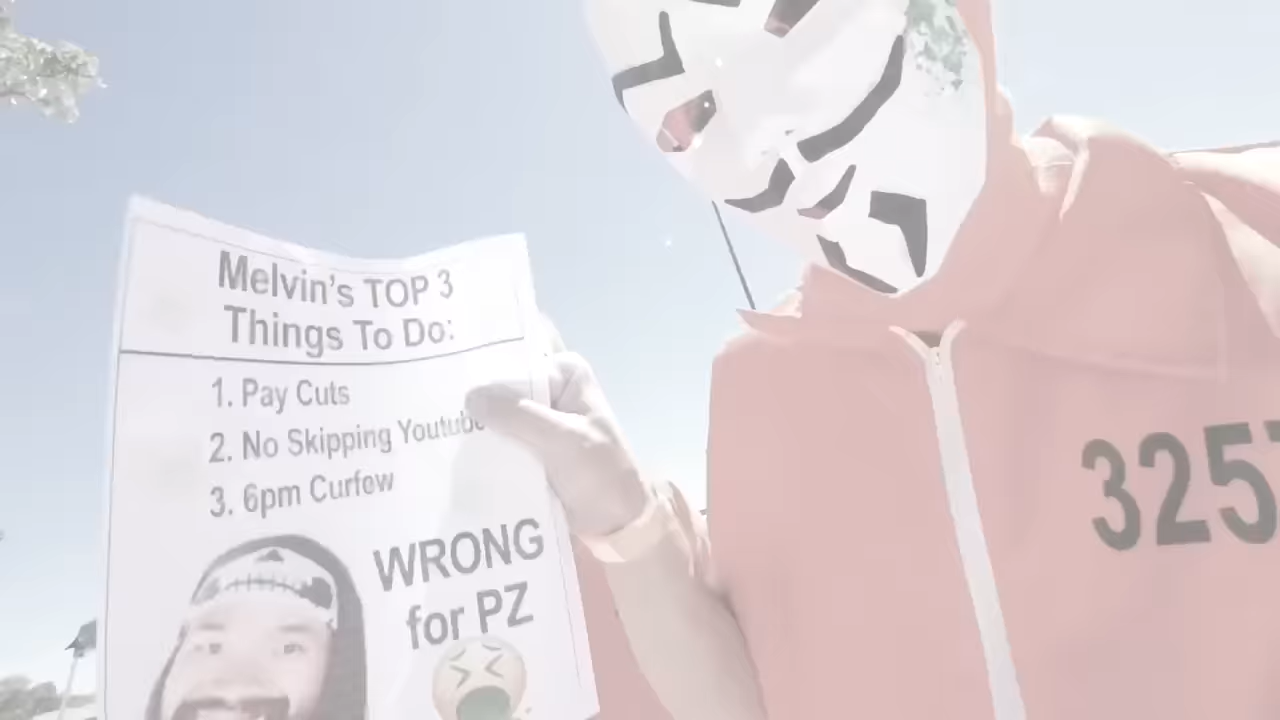 Melvin's TOP 3
Things To Do:
1. Pay Cuts
2. No Skipping Youtube
3. 6pm Curfew
WRONG
for PZ
325